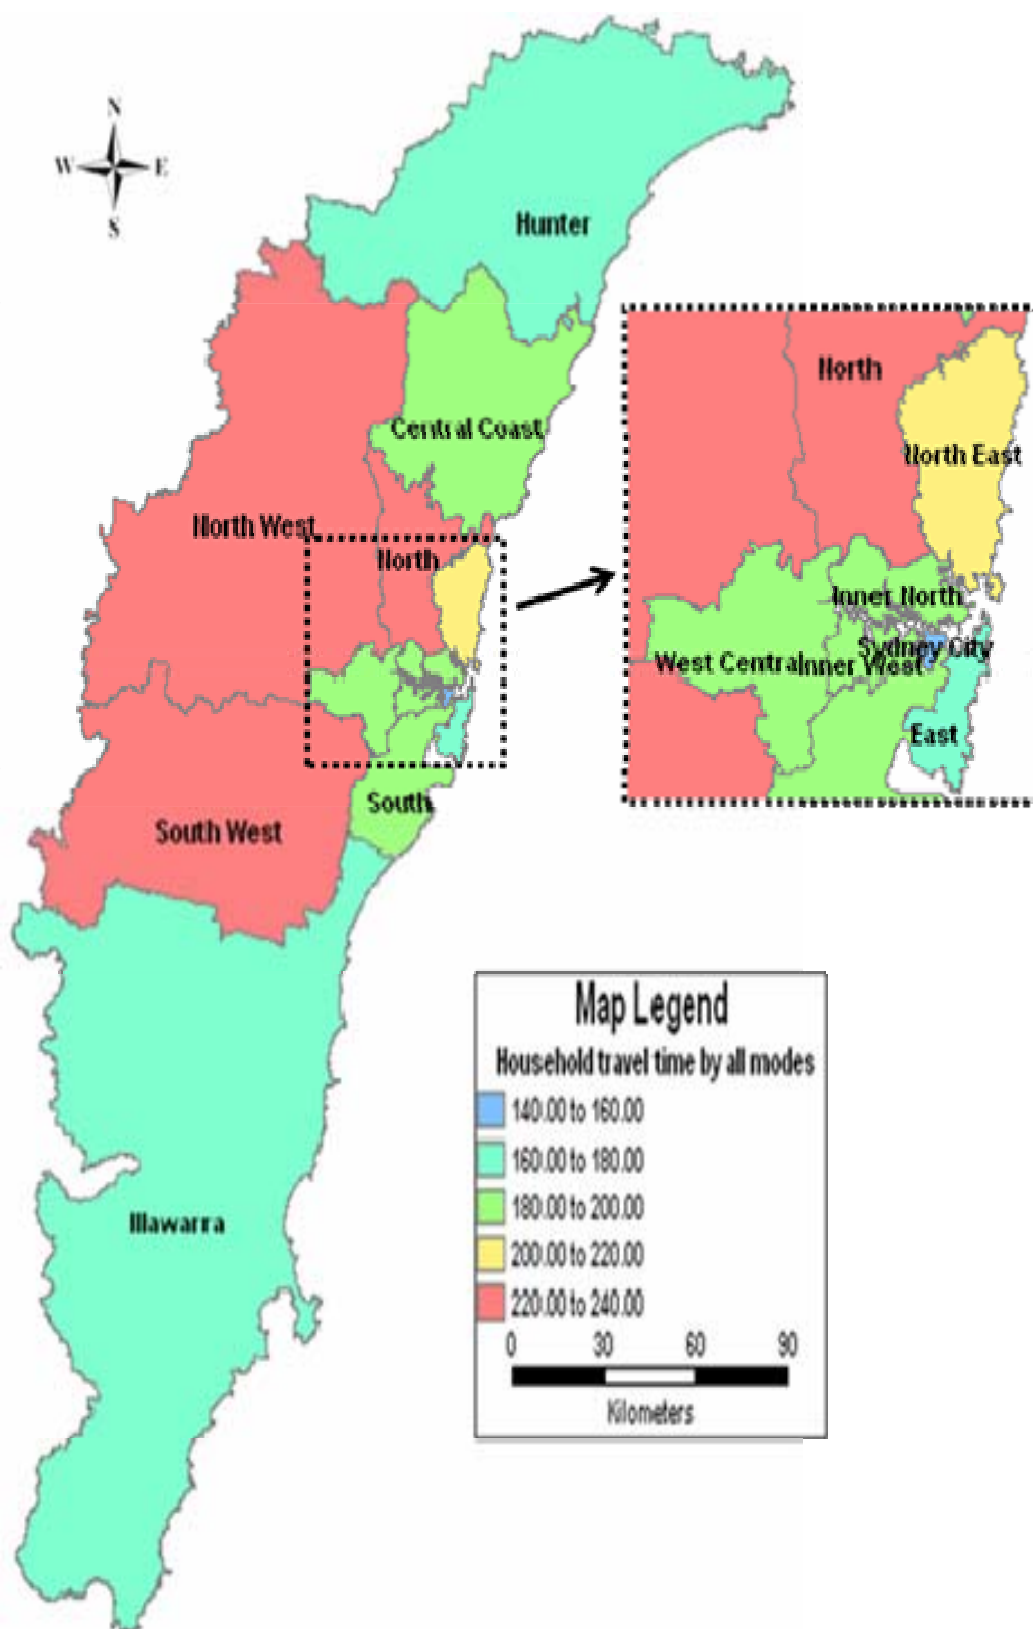 N
W E
S
Hunter
Central Coast
North West
North
South
South West
Illawarra
North
North East
Inner North
Sydney City
West Central
Inner West
East
Map Legend
Household travel time by all modes
140.00 to 160.00
160.00 to 180.00
180.00 to 200.00
200.00 to 220.00
220.00 to 240.00
0 30 60 90
Kilometers